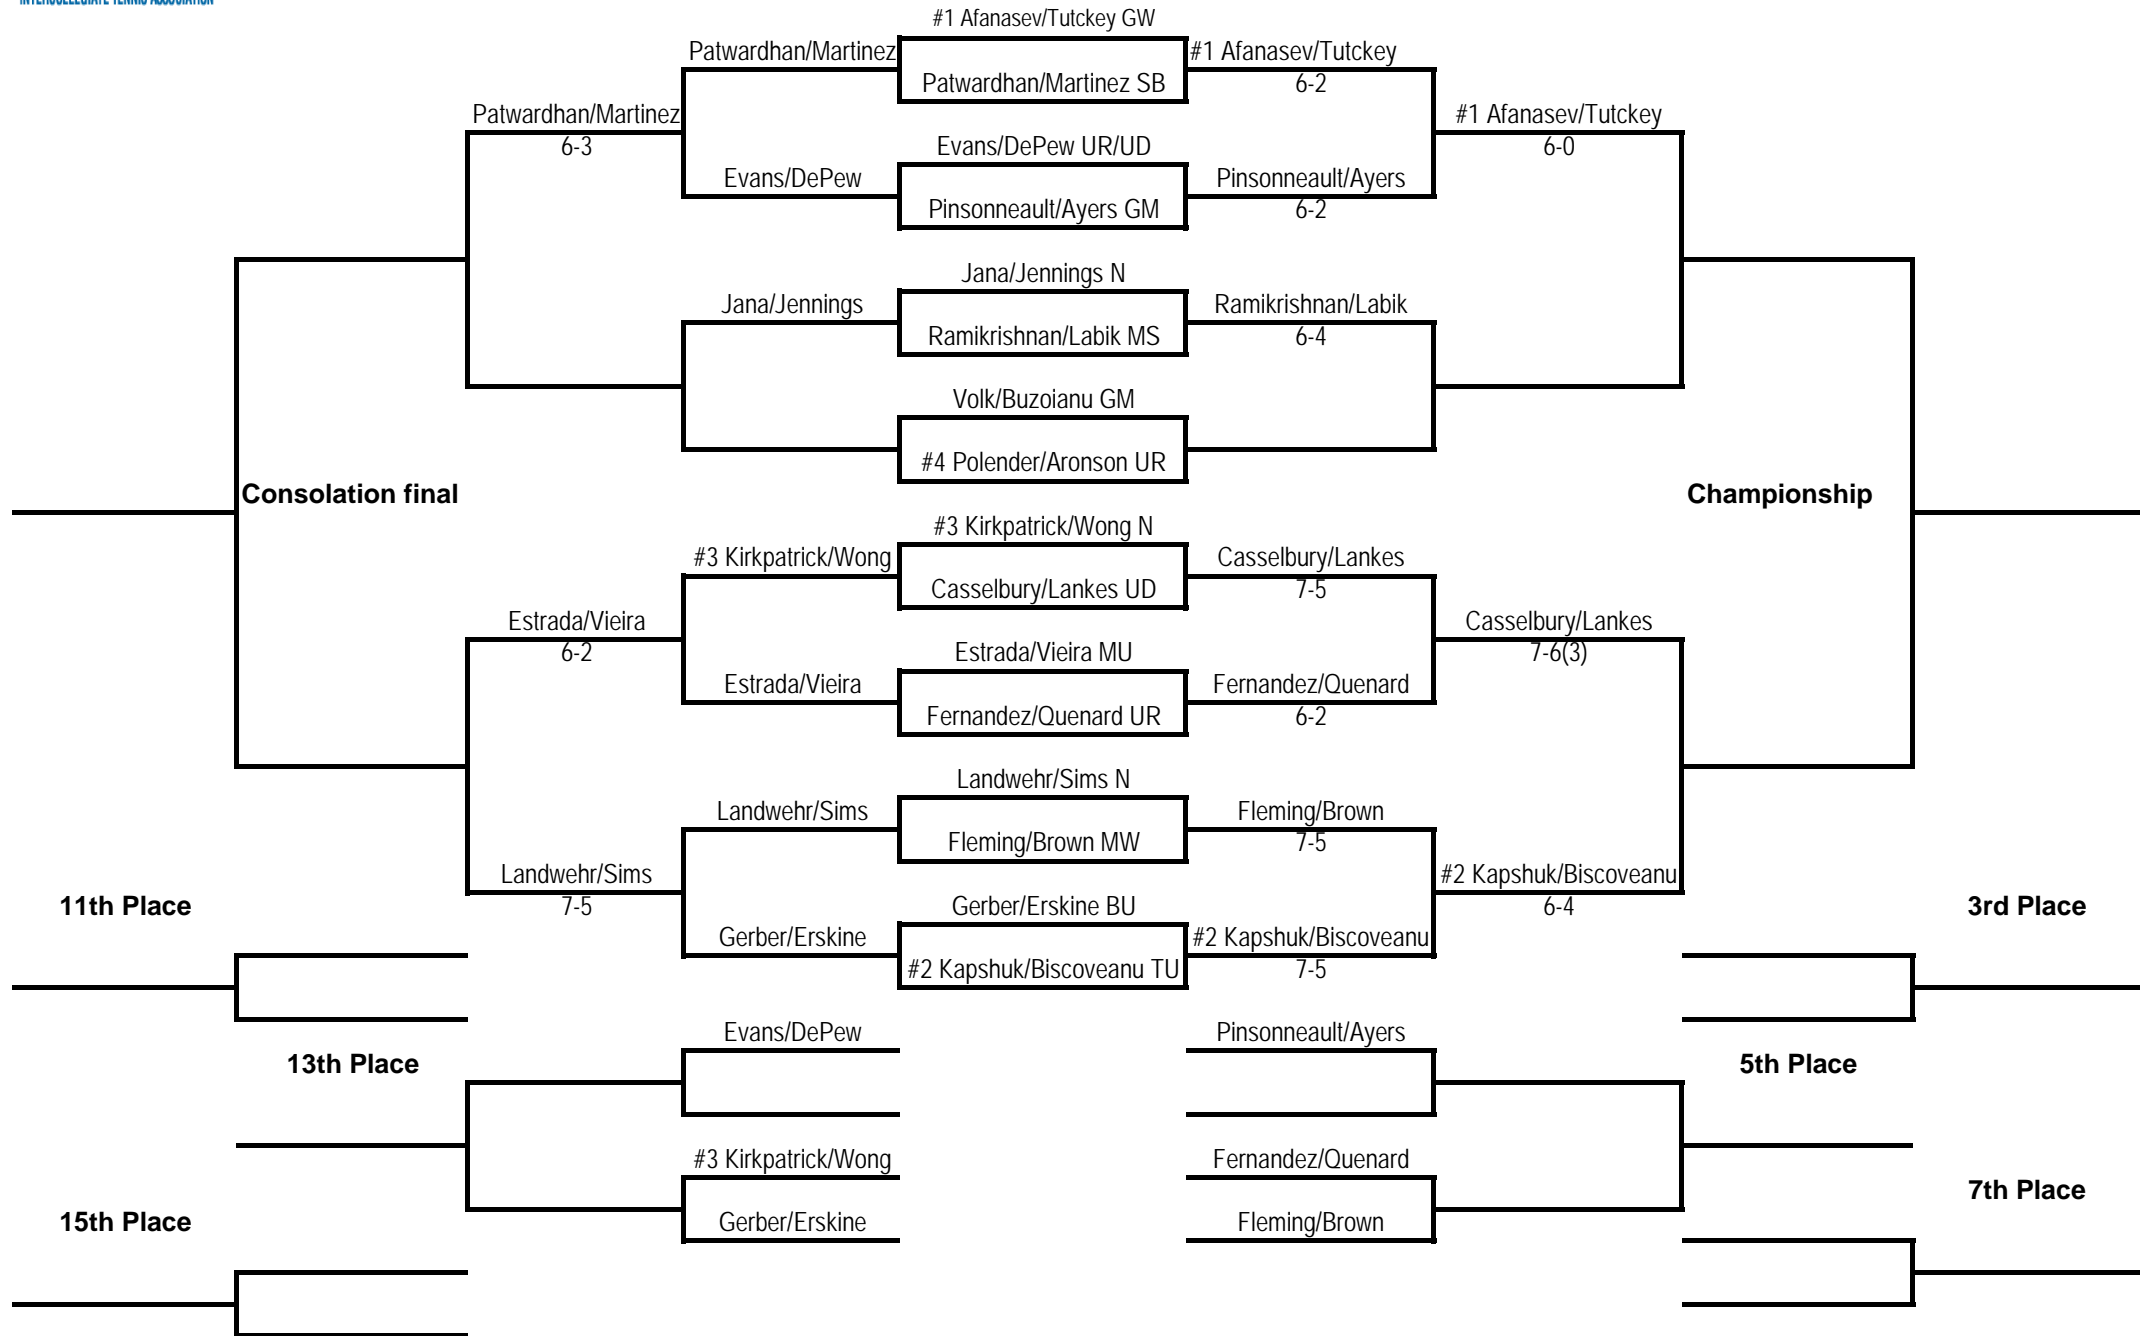 INTERCOLLEGIATE TENNIS ASSOCIATION
#1 Afanasev/Tutckey GW
Patwardhan/Martinez
#1 Afanasev/Tutckey
Patwardhan/Martinez SB
6-2
Patwardhan/Martinez
#1 Afanasev/Tutckey
6-3
Evans/DePew UR/UD
6-0
Evans/DePew
Pinsonneault/Ayers
Pinsonneault/Ayers GM
6-2
Jana/Jennings N
Jana/Jennings
Ramikrishnan/Labik
Ramikrishnan/Labik MS
6-4
Volk/Buzoianu GM
#4 Polender/Aronson UR
Consolation final
Championship
#3 Kirkpatrick/Wong N
#3 Kirkpatrick/Wong
Casselbury/Lankes
Casselbury/Lankes UD
7-5
Estrada/Vieira
Casselbury/Lankes
6-2
Estrada/Vieira MU
7-6(3)
Estrada/Vieira
Fernandez/Quenard
Fernandez/Quenard UR
6-2
Landwehr/Sims N
Landwehr/Sims
Fleming/Brown
Fleming/Brown MW
7-5
Landwehr/Sims
#2 Kapshuk/Biscoveanu
11th Place
7-5
Gerber/Erskine BU
6-4
3rd Place
Gerber/Erskine
#2 Kapshuk/Biscoveanu
#2 Kapshuk/Biscoveanu TU
7-5
Evans/DePew
Pinsonneault/Ayers
13th Place
5th Place
#3 Kirkpatrick/Wong
Fernandez/Quenard
7th Place
15th Place
Gerber/Erskine
Fleming/Brown